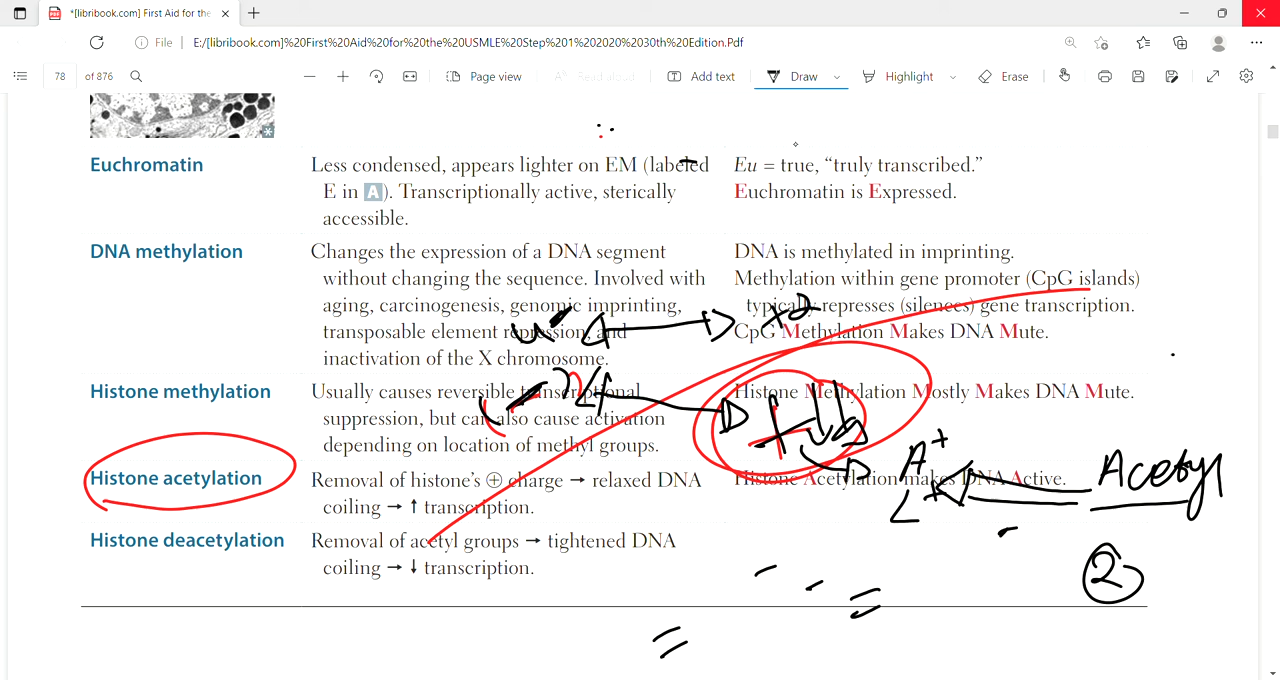 *[libribook.com] First Aid for the
File
E:/[libribook.com]%20First%20Aid%20for%20the%20USMLE%20Step%201%202020%2030th%20Edition.Pdf
78 of 876
Page view
Read aloud
Add text
Draw
Highlight
Erase
Euchromatin
Less condensed, appears lighter on EM (labeled
E in A). Transcriptionally active, sterically
accessible.
Eu = true, “truly transcribed.”
Euchromatin is Expressed.
DNA methylation
Changes the expression of a DNA segment
without changing the sequence. Involved with
aging, carcinogenesis, genomic imprinting,
transposable element repression, and
inactivation of the X chromosome.
DNA is methylated in imprinting.
Methylation within gene promoter (CpG islands)
typically represses (silences) gene transcription.
CpG Methylation Makes DNA Mute.
Histone methylation
Usually causes reversible transcriptional
suppression, but can also cause activation
depending on location of methyl groups.
Histone Methylation Mostly Makes DNA Mute.
Histone acetylation
Removal of histone’s ⊕ charge → relaxed DNA
coiling → ↑ transcription.
Histone Acetylation makes DNA Active.
Histone deacetylation
Removal of acetyl groups → tightened DNA
coiling → ↓ transcription.
A+
Acetyl
2